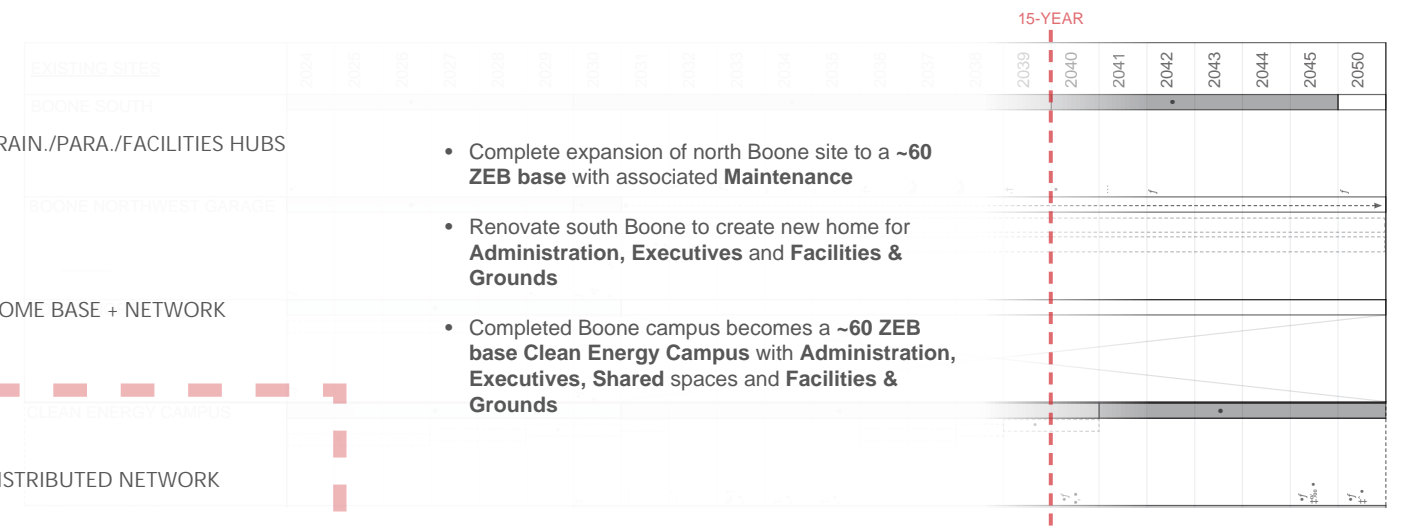 15-YEAR
EXISTING SITES 2024 2025 2026 2027 2028 2029 2030 2031 2032 2033 2034 2035 2036 2037 2038 2039 2040 2041 2042 2043 2044 2045 2050
BOONE SOUTH
RAIN./PARA./FACILITIES HUBS
• Complete expansion of north Boone site to a ~60
ZEB base with associated Maintenance
BOONE NORTHWEST GARAGE
• Renovate south Boone to create new home for
Administration, Executives and Facilities &
Grounds
OME BASE + NETWORK
• Completed Boone campus becomes a ~60 ZEB
base Clean Energy Campus with Administration,
Executives, Shared spaces and Facilities &
Grounds
CLEAN ENERGY CAMPUS
ISTRIBUTED NETWORK